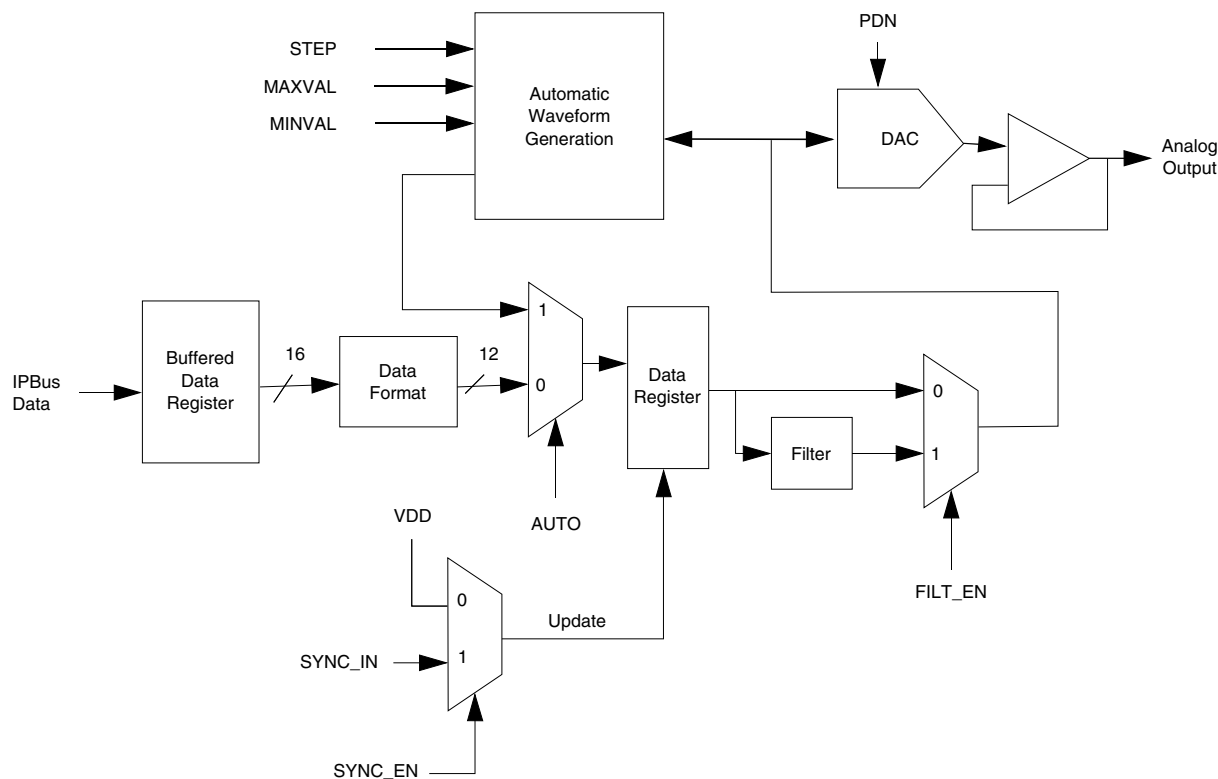 PDN
STEP
MAXVAL
MINVAL
Automatic
Waveform
Generation
DAC
Analog
Output
IPBus
Data
Buffered
Data
Register
16
Data
Format
12
1
0
AUTO
Data
Register
Filter
0
1
FILT_EN
VDD
0
1
SYNC_IN
Update
SYNC_EN